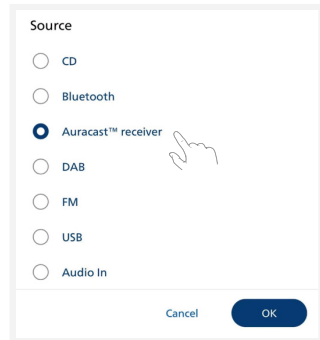 Source
CD
Bluetooth
Auracast™ receiver
DAB
FM
USB
Audio In
Cancel OK